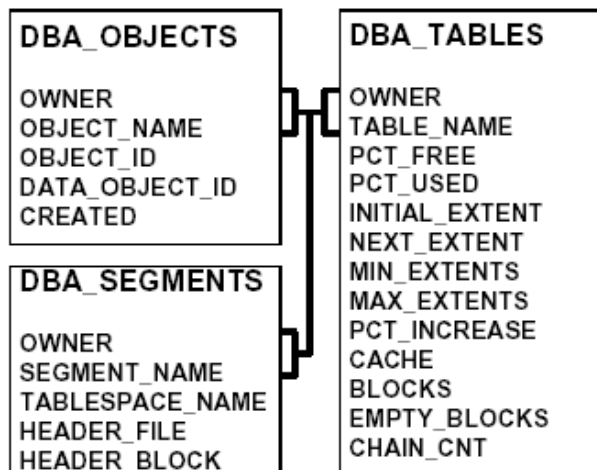 DBA_OBJECTS
OWNER
OBJECT_NAME
OBJECT_ID
DATA_OBJECT_ID
CREATED
DBA_SEGMENTS
OWNER
SEGMENT_NAME
TABLESPACE_NAME
HEADER_FILE
HEADER_BLOCK
DBA_TABLES
OWNER
TABLE_NAME
PCT_FREE
PCT_USED
INITIAL_EXTENT
NEXT_EXTENT
MIN_EXTENTS
MAX_EXTENTS
PCT_INCREASE
CACHE
BLOCKS
EMPTY_BLOCKS
CHAIN_CNT